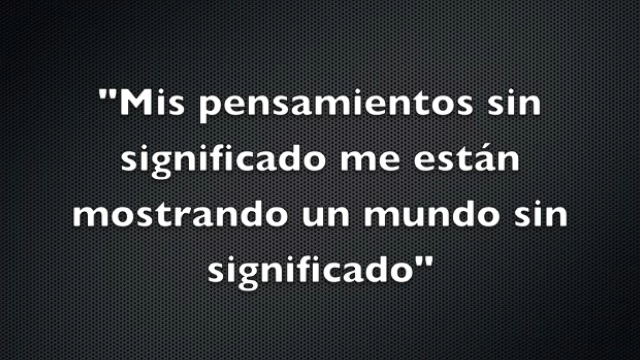 "Mis pensamientos sin
significado me están
mostrando un mundo sin
significado"